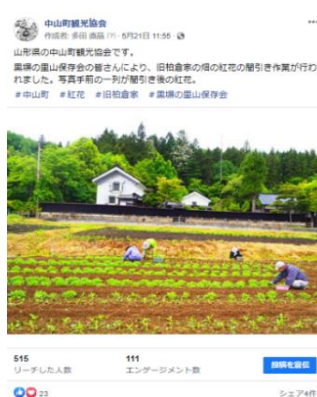 中山町観光協会
作成者: 多田 · 5月21日 11:55 ·
山形県の中山町観光協会です。
黒塀の里山保存会の皆さんにより、旧柏倉家の畑の紅花の間引き作業が行わ
れました。写真手前の一列が間引き後の紅花。
#中山町 #紅花 #旧柏倉家 #黒塀の里山保存会
515
リーチした人数
111
エンゲージメント数
投稿を宣伝
23
シェア4件